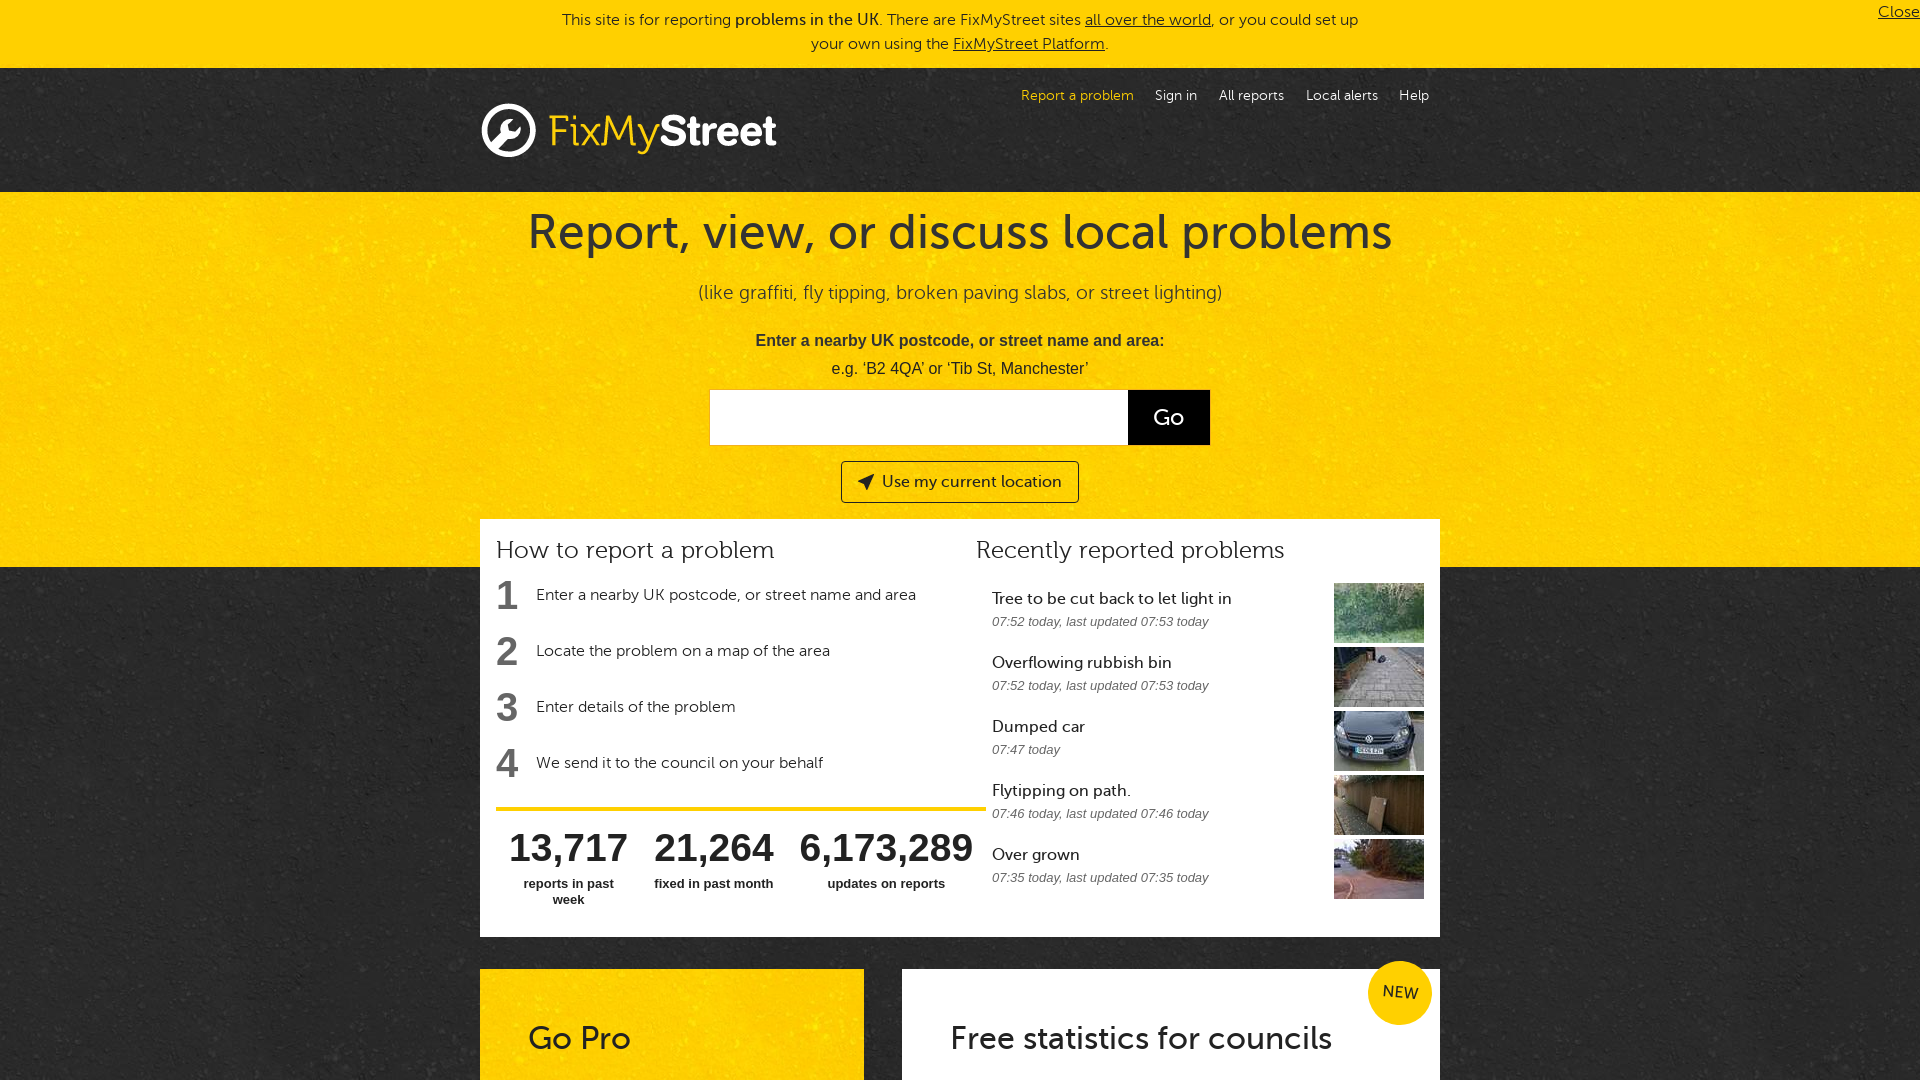 This site is for reporting problems in the UK. There are FixMyStreet sites all over the world, or you could set up
your own using the FixMyStreet Platform.
Close
Report a problem
Sign in
All reports
Local alerts
Help
FixMyStreet
Report, view, or discuss local problems
(like graffiti, fly tipping, broken paving slabs, or street lighting)
Enter a nearby UK postcode, or street name and area:
e.g. ‘B2 4QA’ or ‘Tib St, Manchester’
Go
Use my current location
How to report a problem
1 Enter a nearby UK postcode, or street name and area
2 Locate the problem on a map of the area
3 Enter details of the problem
4 We send it to the council on your behalf
13,717
reports in past
week
21,264
fixed in past month
6,173,289
updates on reports
Recently reported problems
Tree to be cut back to let light in
07:52 today, last updated 07:53 today
Overflowing rubbish bin
07:52 today, last updated 07:53 today
Dumped car
07:47 today
Flytipping on path.
07:46 today, last updated 07:46 today
Over grown
07:35 today, last updated 07:35 today
Go Pro
NEW
Free statistics for councils